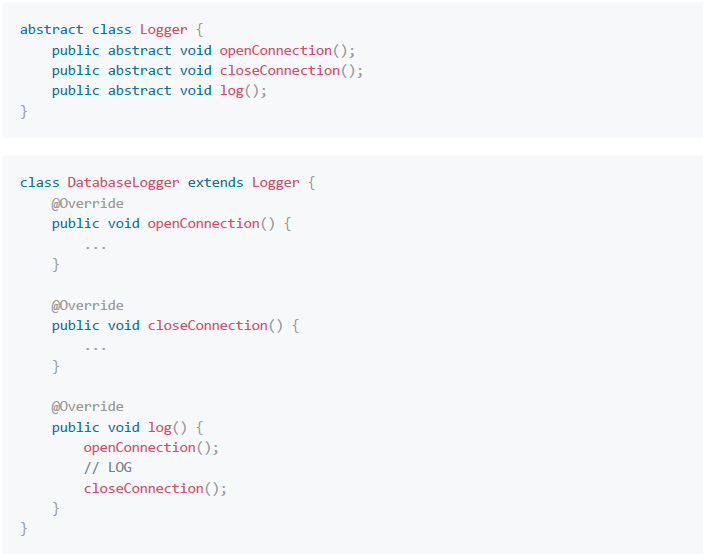 abstract class Logger {
    public abstract void openConnection();
    public abstract void closeConnection();
    public abstract void log();
}
class DatabaseLogger extends Logger {
    @Override
    public void openConnection() {
        ...
    }
    @Override
    public void closeConnection() {
        ...
    }
    @Override
    public void log() {
        openConnection();
        // LOG
        closeConnection();
    }
}